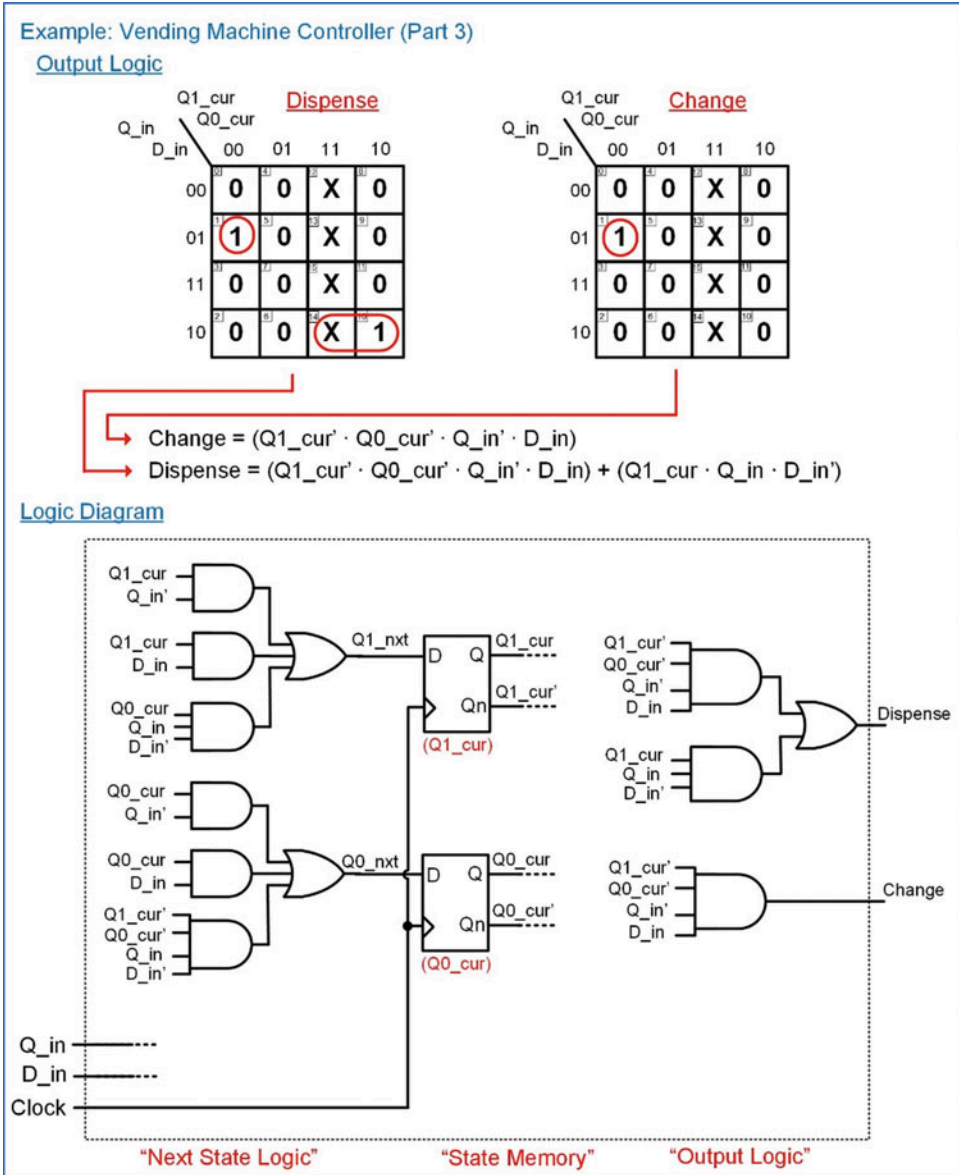 Example: Vending Machine Controller (Part 3)
Output Logic
Q1_cur
Q0_cur
Dispense
Q_in
D_in
00 01 11 10
00 0 0 X 0
01 1 0 X 0
11 0 0 X 0
10 0 0 X 1
Q1_cur
Q0_cur
Change
Q_in
D_in
00 01 11 10
00 0 0 X 0
01 1 0 X 0
11 0 0 X 0
10 0 0 X 0
Change = (Q1_cur' · Q0_cur' · Q_in' · D_in)
Dispense = (Q1_cur' · Q0_cur' · Q_in' · D_in) + (Q1_cur · Q_in · D_in')
Logic Diagram
Q1_cur
Q_in'
Q1_cur
D_in
Q0_cur
Q_in
D_in'
Q1_nxt
D Q
Qn
Q1_cur
Q1_cur'
(Q1_cur)
Q0_cur
Q_in'
Q0_cur
D_in
Q1_cur'
Q0_cur'
Q_in
D_in'
Q0_nxt
D Q
Qn
Q0_cur
Q0_cur'
(Q0_cur)
Q1_cur'
Q0_cur'
Q_in'
D_in
Q1_cur
Q_in
D_in'
Dispense
Q1_cur'
Q0_cur'
Q_in'
D_in
Change
Q_in
D_in
Clock
"Next State Logic" "State Memory" "Output Logic"